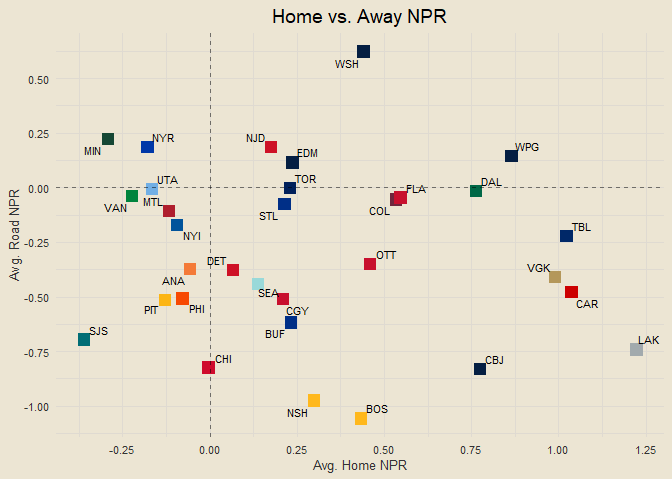 Home vs. Away NPR
WSH
0.50
NYR
NJD
MIN
EDM
WPG
0.25
UTA
TOR
FLA
DAL
0.00
VAN
MTL
STL
COL
NYI
TBL
Avg. Road NPR
-0.25
DET
OTT
VGK
ANA
SEA
PIT
PHI
CGY
CAR
-0.50
BUF
SJS
LAK
-0.75
CHI
CBJ
NSH
BOS
-1.00
-0.25
0.00
0.25
0.50
0.75
1.00
1.25
Avg. Home NPR